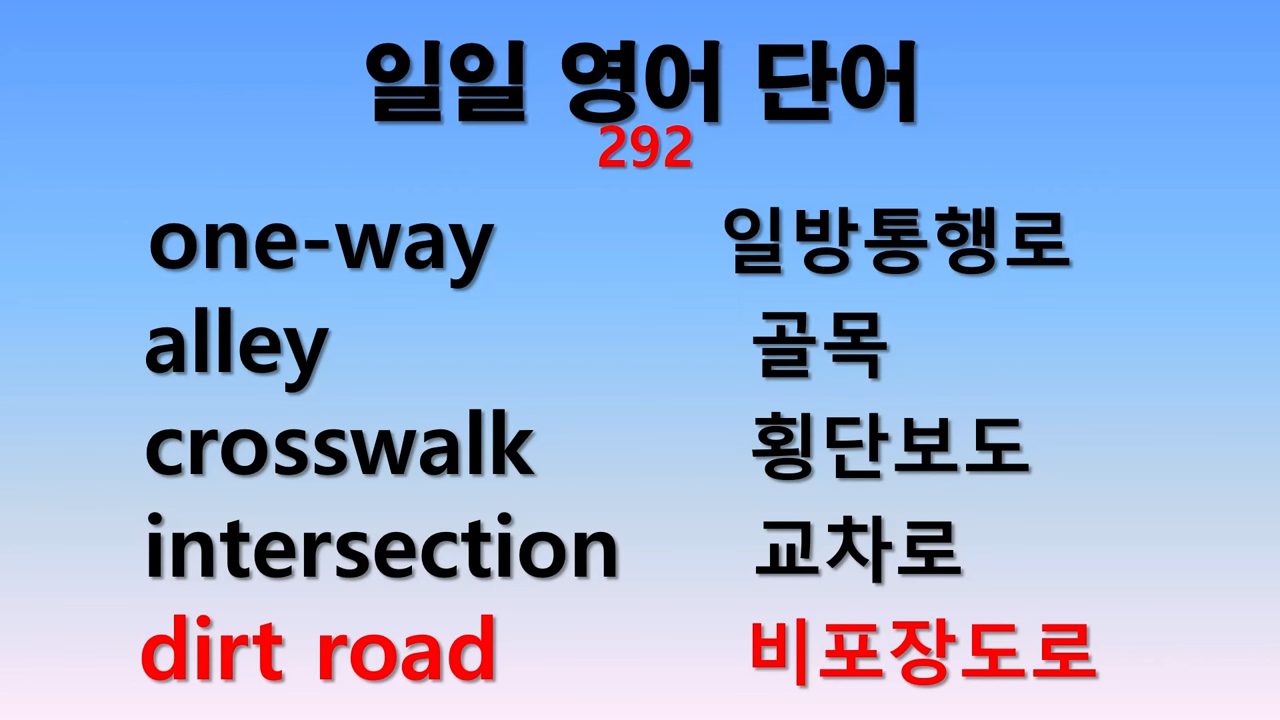 일일 영어 단어
292
one-way 일방통행로
alley 골목
crosswalk 횡단보도
intersection 교차로
dirt road 비포장도로